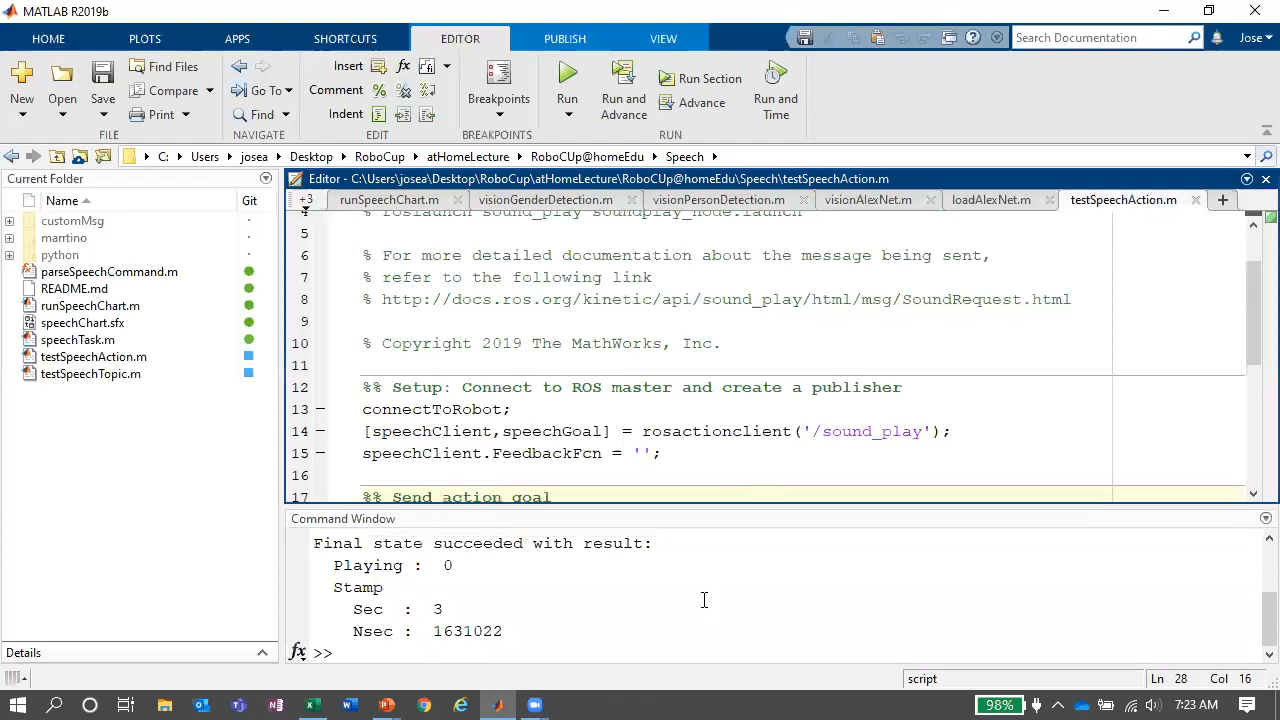 MATLAB R2019b
HOME PLOTS APPS SHORTCUTS EDITOR PUBLISH VIEW Search Documentation Jose
New Open Save Find Files Compare Print
Go To Find
Insert fx Comment % Indent
Breakpoints
Run Run and Advance Run Section Advance Run and Time
FILE NAVIGATE EDIT BREAKPOINTS RUN
C: Users josea Desktop RoboCup atHomeLecture RoboCUp@homeEdu Speech
Current Folder
Name Git
customMsg
marrtino
python
parseSpeechCommand.m
README.md
runSpeechChart.m
speechChart.sfx
speechTask.m
testSpeechAction.m
testSpeechTopic.m
Details
Editor - C:\Users\josea\Desktop\RoboCup\atHomeLecture\RoboCUp@homeEdu\Speech\testSpeechAction.m
+3 runSpeechChart.m visionGenderDetection.m visionPersonDetection.m visionAlexNet.m loadAlexNet.m testSpeechAction.m
4 % roslaunch sound_play soundplay_node.launch
5
6 % For more detailed documentation about the message being sent,
7 % refer to the following link
8 % http://docs.ros.org/kinetic/api/sound_play/html/msg/SoundRequest.html
9
10 % Copyright 2019 The MathWorks, Inc.
11
12 %% Setup: Connect to ROS master and create a publisher
13 connectToRobot;
14 [speechClient,speechGoal] = rosactionclient('/sound_play');
15 speechClient.FeedbackFcn = '';
16
17 %% Send action goal
Command Window
Final state succeeded with result:
Playing : 0
Stamp
Sec : 3
Nsec : 1631022
fx >>
script Ln 28 Col 16
98% 7:23 AM